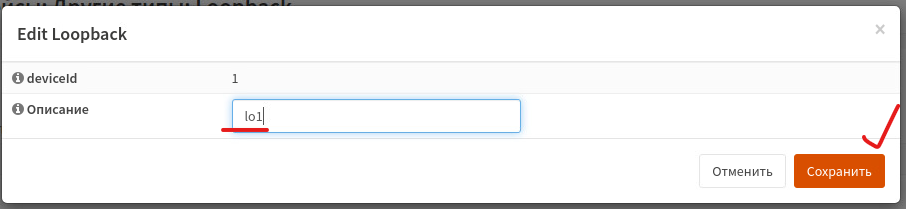 Edit Loopback
×
deviceId 1
Описание lo1
Отменить Сохранить